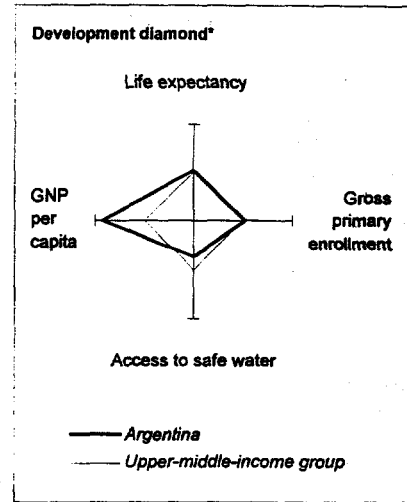 Development diamond*
Life expectancy
GNP
per
capita
Gross
primary
enrollment
Access to safe water
Argentina
Upper-middle-income group